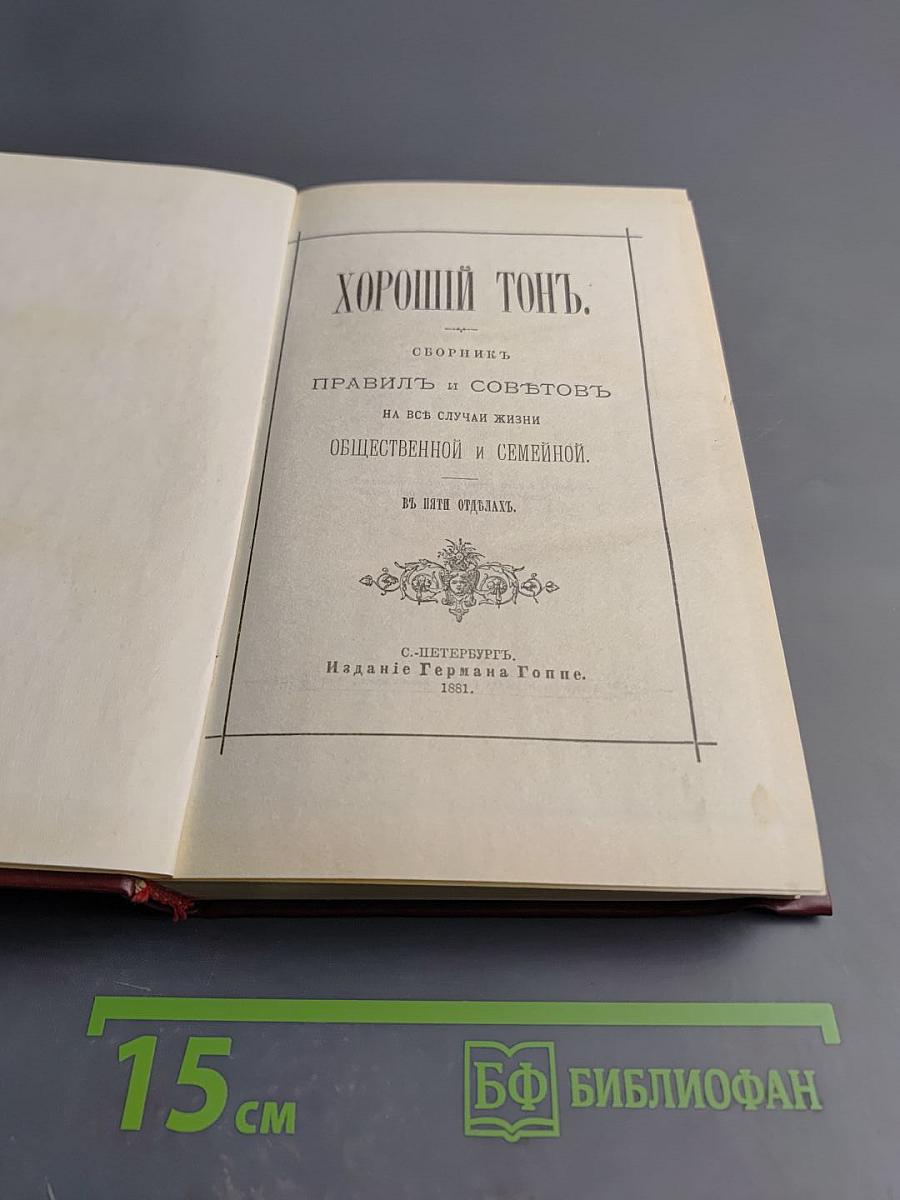 ХОРОШІЙ ТОНЪ.
СБОРНИКЪ
ПРАВИЛЪ и СОВѢТОВЪ
НА ВСѢ СЛУЧАИ ЖИЗНИ
ОБЩЕСТВЕННОЙ и СЕМЕЙНОЙ.
ВЪ ПЯТИ ОТДѢЛАХЪ.
С.-ПЕТЕРБУРГЪ.
Изданіе Германа Гоппе.
1881.
15 см
БФ БИБЛИОФАН